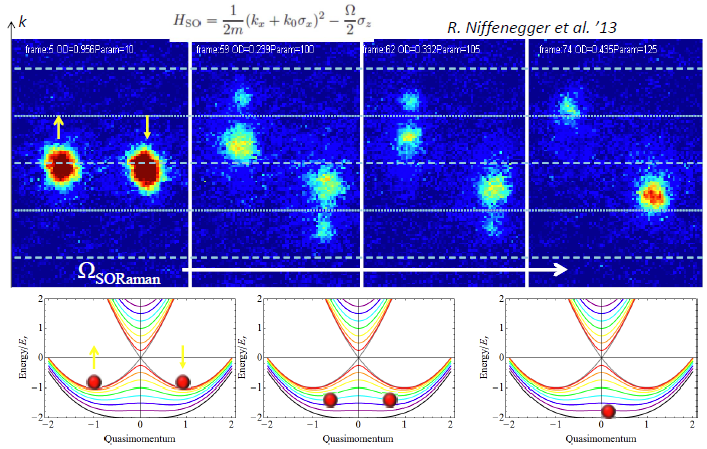 H_SO = 1/2m (k_x + k_0σ_x)² − Ω/2 σ_z
R. Niffenegger et al. '13
k
frame:5 OD=0.956Param=10
frame:53 OD=0.239Param=100
frame:62 OD=0.332Param=105
frame:74 OD=0.435Param=125
Ω_SORaman
2
1
0
−1
2
Energy/E_r
−2 −1 0 1 2
Quasimomentum
2
1
0
−1
2
Energy/E_r
−2 −1 0 1 2
Quasimomentum
2
1
0
−1
2
Energy/E_r
−2 −1 0 1 2
Quasimomentum